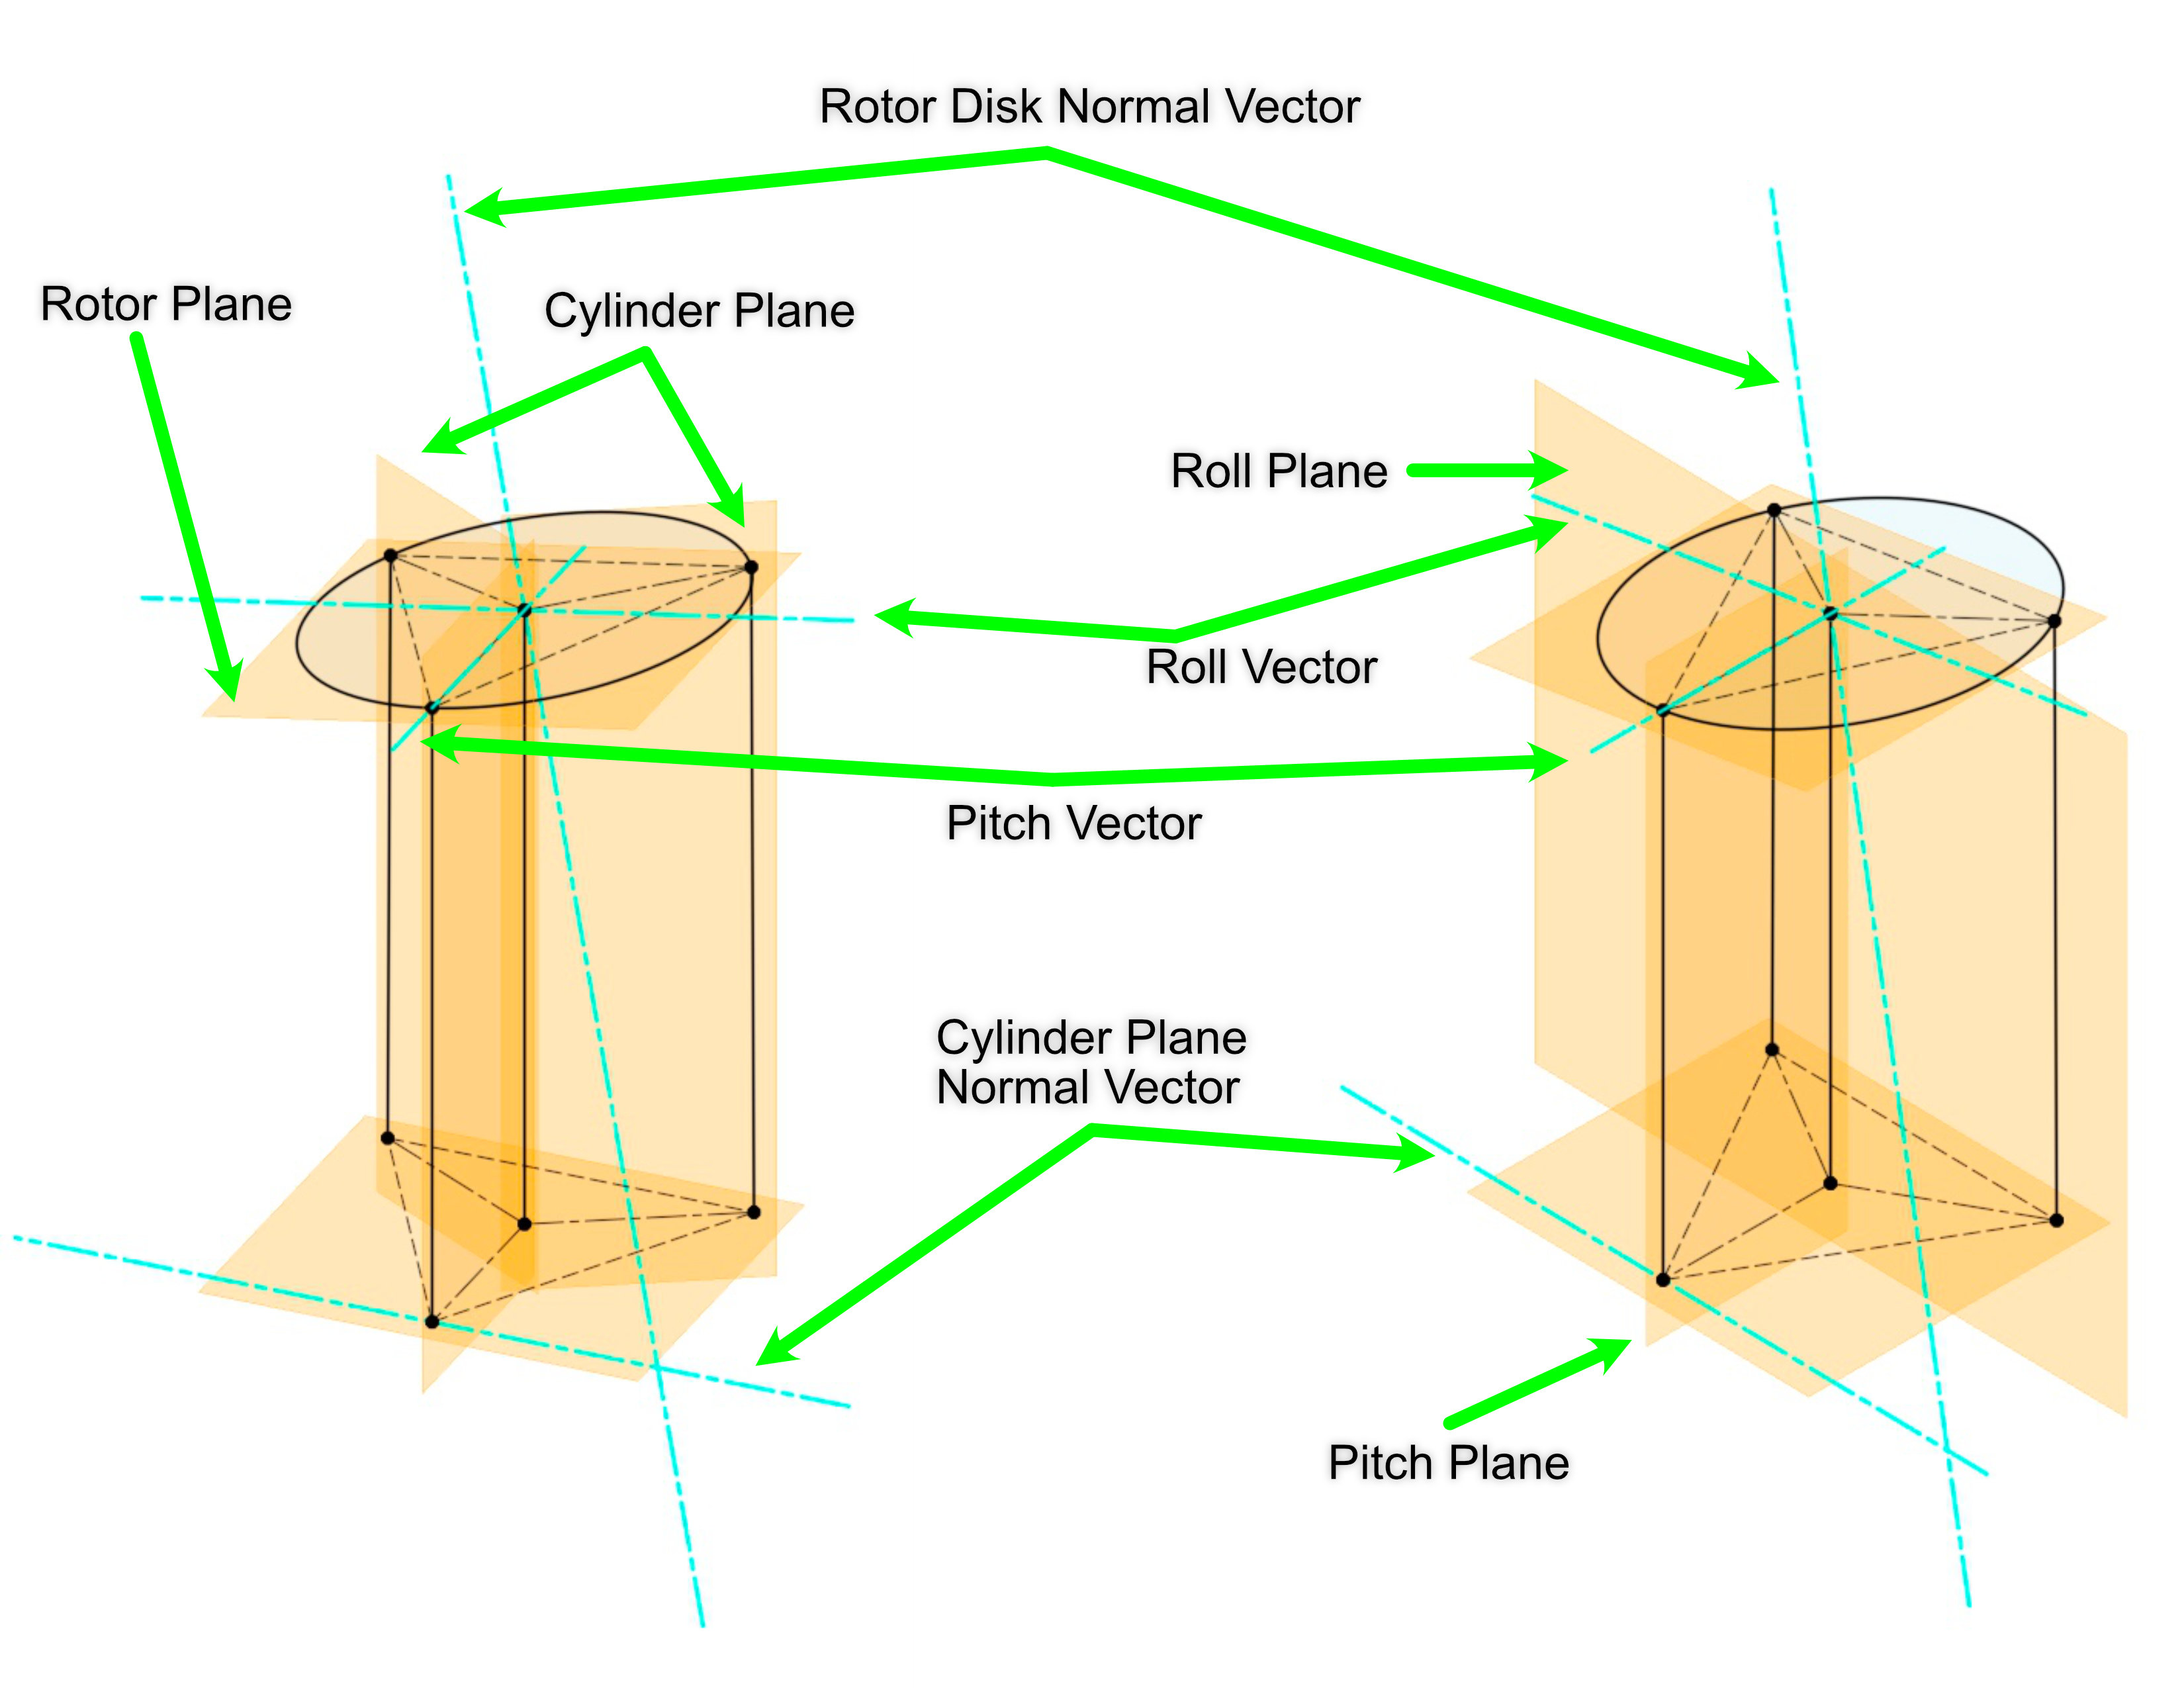 Rotor Disk Normal Vector
Rotor Plane
Cylinder Plane
Roll Plane
Roll Vector
Pitch Vector
Cylinder Plane
Normal Vector
Pitch Plane